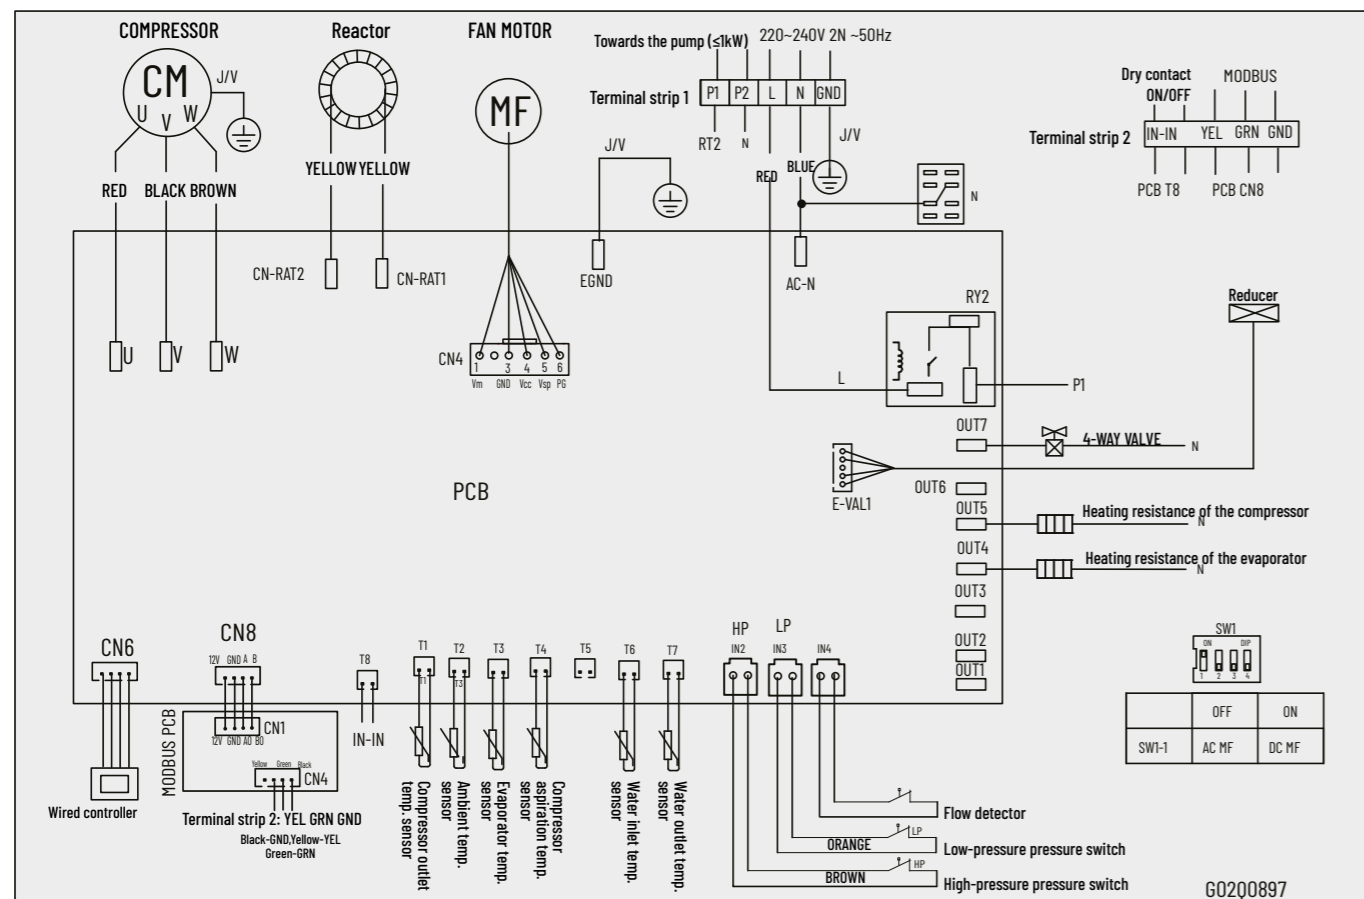 COMPRESSOR
CM
U
V
W
J/V
RED
BLACK BROWN
Reactor
YELLOW YELLOW
FAN MOTOR
MF
Towards the pump (≤1kW)
220~240V 2N ~50Hz
Terminal strip 1
P1 P2 L N GND
RT2 N
RED
BLUE
J/V
J/V
N
Dry contact
ON/OFF
MODBUS
Terminal strip 2
IN-IN YEL GRN GND
PCB T8 PCB CN8
CN-RAT2
CN-RAT1
EGND
AC-N
U V W
CN4
1 3 4 5 6
Vm GND Vcc Vsp PG
RY2
L
P1
Reducer
OUT7
4-WAY VALVE
N
E-VAL1
OUT6
OUT5
Heating resistance of the compressor
N
OUT4
Heating resistance of the evaporator
N
OUT3
OUT2
OUT1
PCB
CN6
Wired controller
CN8
12V GND A B
CN1
12V GND A0 B0
MODBUS PCB
Yellow Green Black
CN4
Terminal strip 2: YEL GRN GND
Black-GND,Yellow-YEL
Green-GRN
T8
IN-IN
T1
T1
Compressor outlet
temp. sensor
T2
T3
Ambient temp.
sensor
T3
Evaporator temp.
sensor
T4
Compressor
aspiration temp.
sensor
T5
T6
Water inlet temp.
sensor
T7
Water outlet temp.
sensor
HP
IN2
LP
IN3
IN4
Flow detector
LP
ORANGE
Low-pressure pressure switch
HP
BROWN
High-pressure pressure switch
SW1
ON DIP
1 2 3 4
OFF ON
SW1-1 AC MF DC MF
G02Q0897